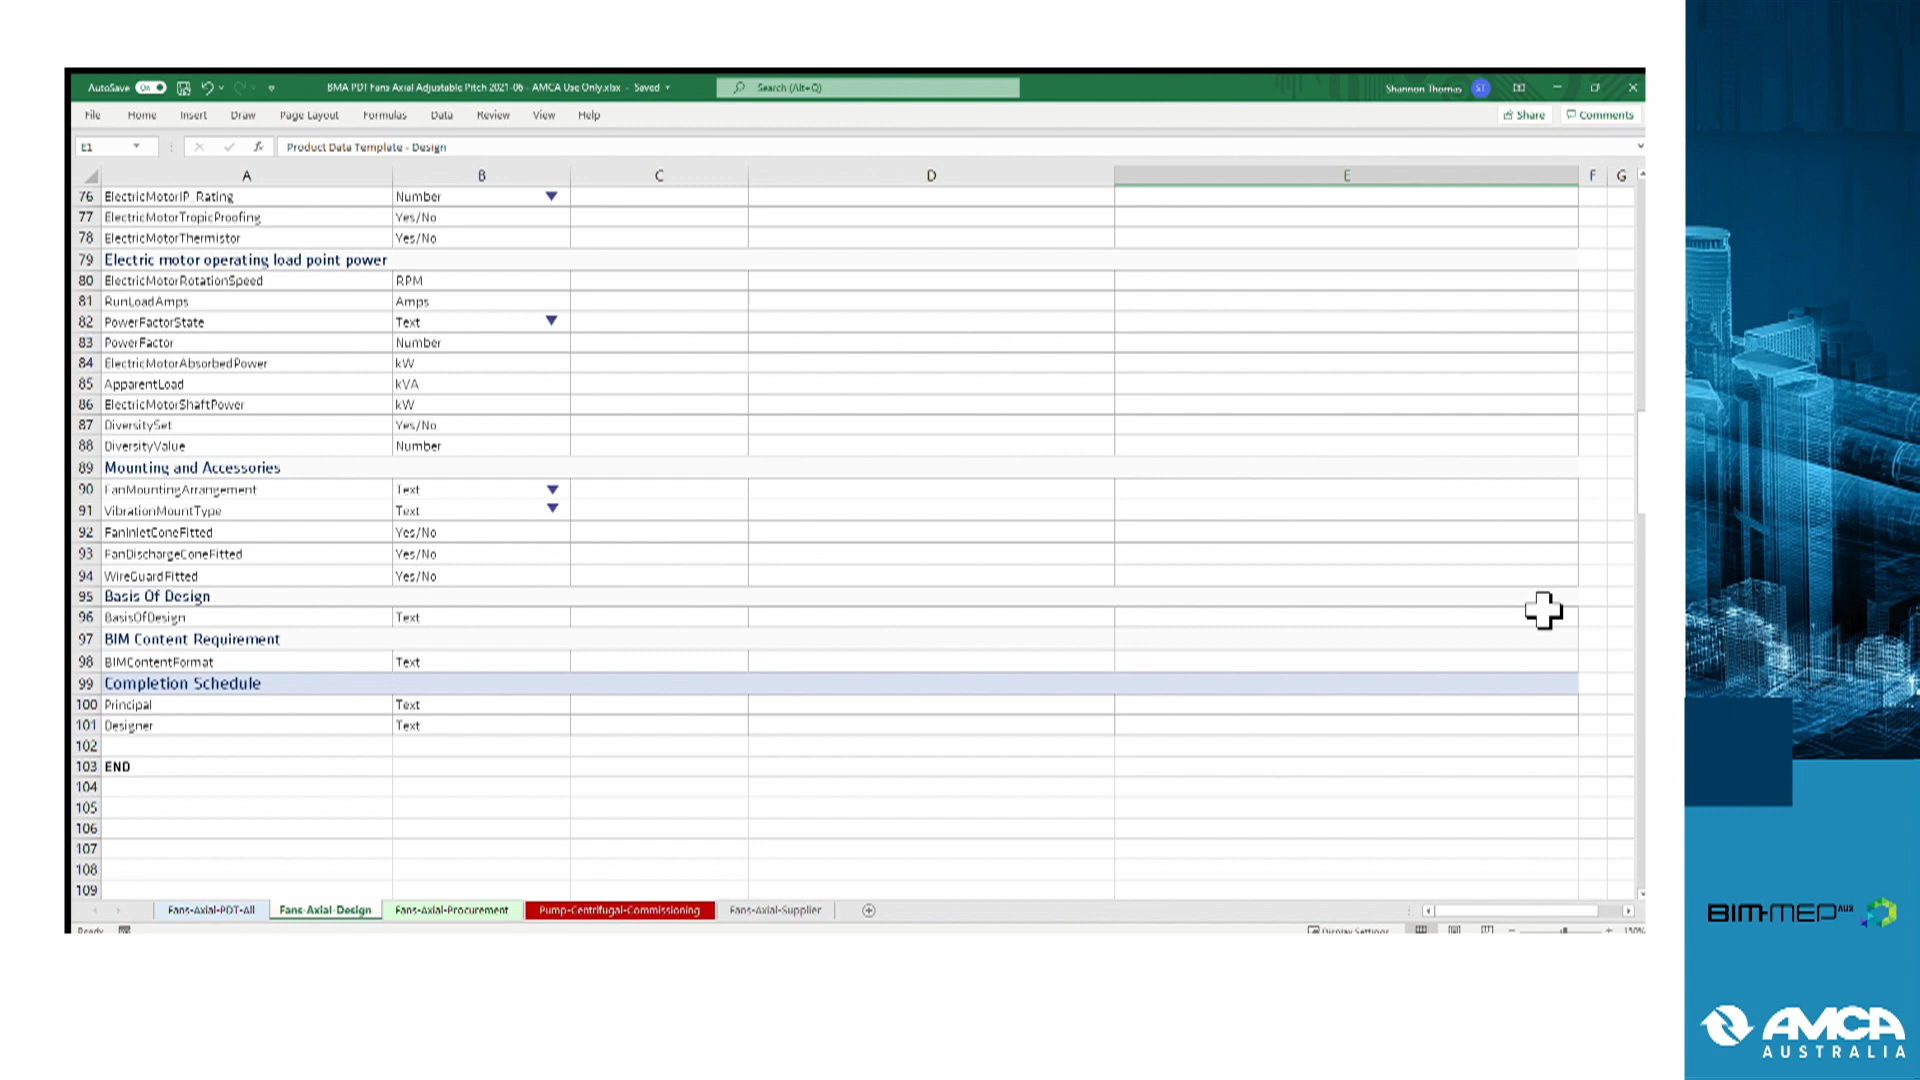 AutoSave On BMA PDT Fans Axial Adjustable Pitch 2021-06 - AMCA Use Only.xlsx - Saved Search (Alt+Q) Shannon Thomas ST
File Home Insert Draw Page Layout Formulas Data Review View Help Share Comments
E1 fx Product Data Template - Design
A B C D E F G
76 ElectricMotorIP_Rating Number
77 ElectricMotorTropicProofing Yes/No
78 ElectricMotorThermistor Yes/No
79 Electric motor operating load point power
80 ElectricMotorRotationSpeed RPM
81 RunLoadAmps Amps
82 PowerFactorState Text
83 PowerFactor Number
84 ElectricMotorAbsorbedPower kW
85 ApparentLoad kVA
86 ElectricMotorShaftPower kW
87 DiversitySet Yes/No
88 DiversityValue Number
89 Mounting and Accessories
90 FanMountingArrangement Text
91 VibrationMountType Text
92 FanInletConeFitted Yes/No
93 FanDischargeConeFitted Yes/No
94 WireGuardFitted Yes/No
95 Basis Of Design
96 BasisOfDesign Text
97 BIM Content Requirement
98 BIMContentFormat Text
99 Completion Schedule
100 Principal Text
101 Designer Text
102
103 END
104
105
106
107
108
109
Fans-Axial-PDT-All Fans-Axial-Design Fans-Axial-Procurement Pump-Centrifugal-Commissioning Fans-Axial-Supplier
Ready Display Settings 150%
BIM-MEP AUS
AMCA
AUSTRALIA